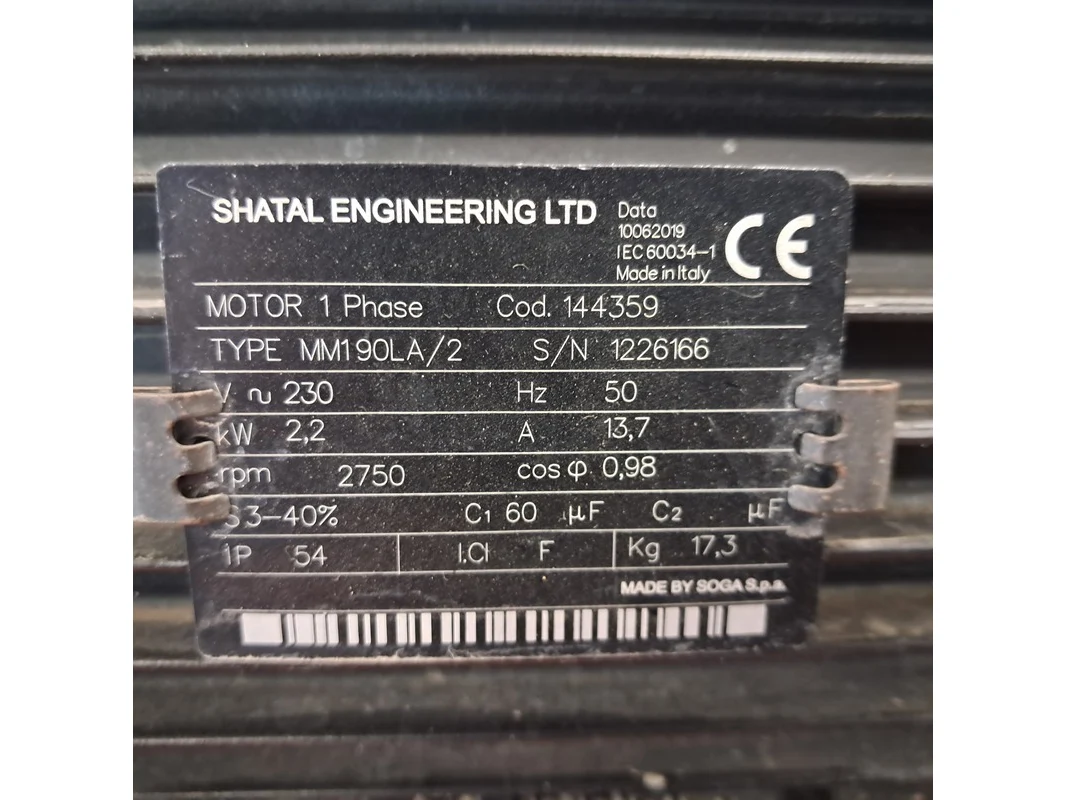 SHATAL ENGINEERING LTD
Data
10062019
IEC 60034-1
Made in Italy
CE
MOTOR 1 Phase Cod. 144359
TYPE MM190LA/2 S/N 1226166
V ~ 230 Hz 50
kW 2,2 A 13,7
rpm 2750 cosφ 0,98
S3-40% C1 60 µF C2 µF
IP 54 I.Cl F Kg 17,3
MADE BY SOGA S.p.a.